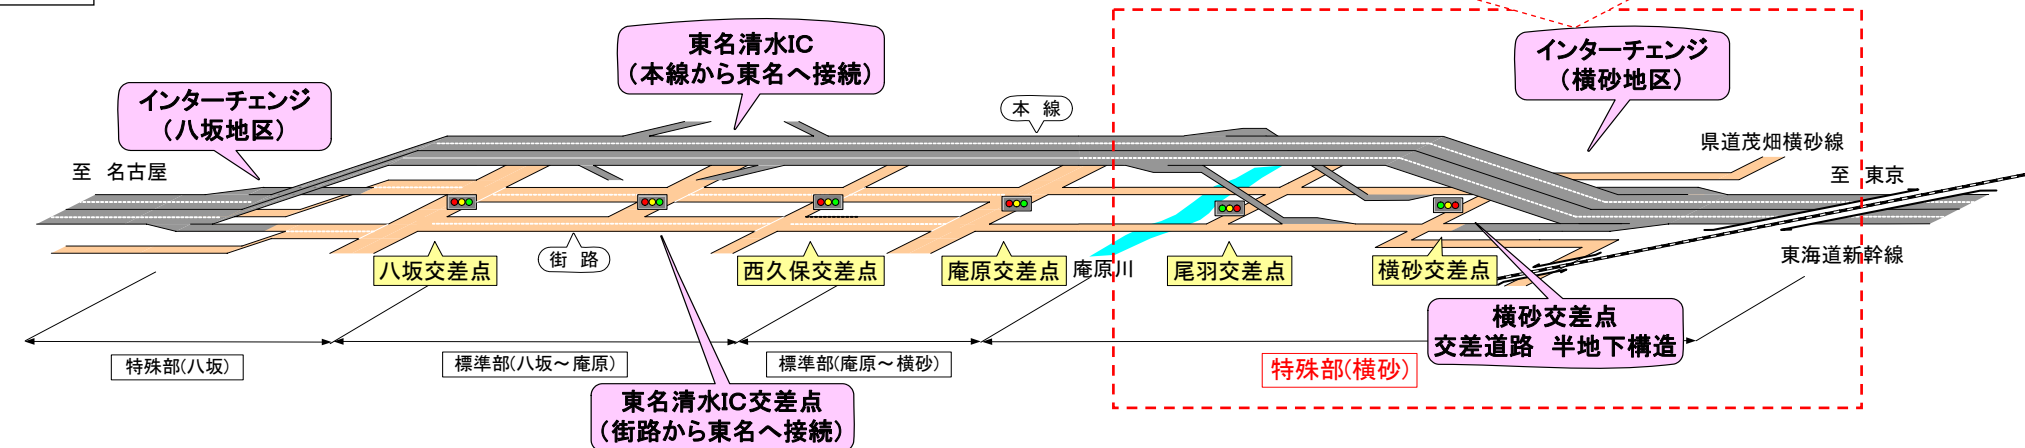 東名清水IC
（本線から東名へ接続）
インターチェンジ
（横砂地区）
インターチェンジ
（八坂地区）
本 線
県道茂畑横砂線
至 名古屋
至 東京
街 路
八坂交差点
西久保交差点
庵原交差点
庵原川
尾羽交差点
横砂交差点
東海道新幹線
横砂交差点
交差道路 半地下構造
特殊部(八坂)
標準部(八坂～庵原)
標準部(庵原～横砂)
特殊部(横砂)
東名清水IC交差点
（街路から東名へ接続）